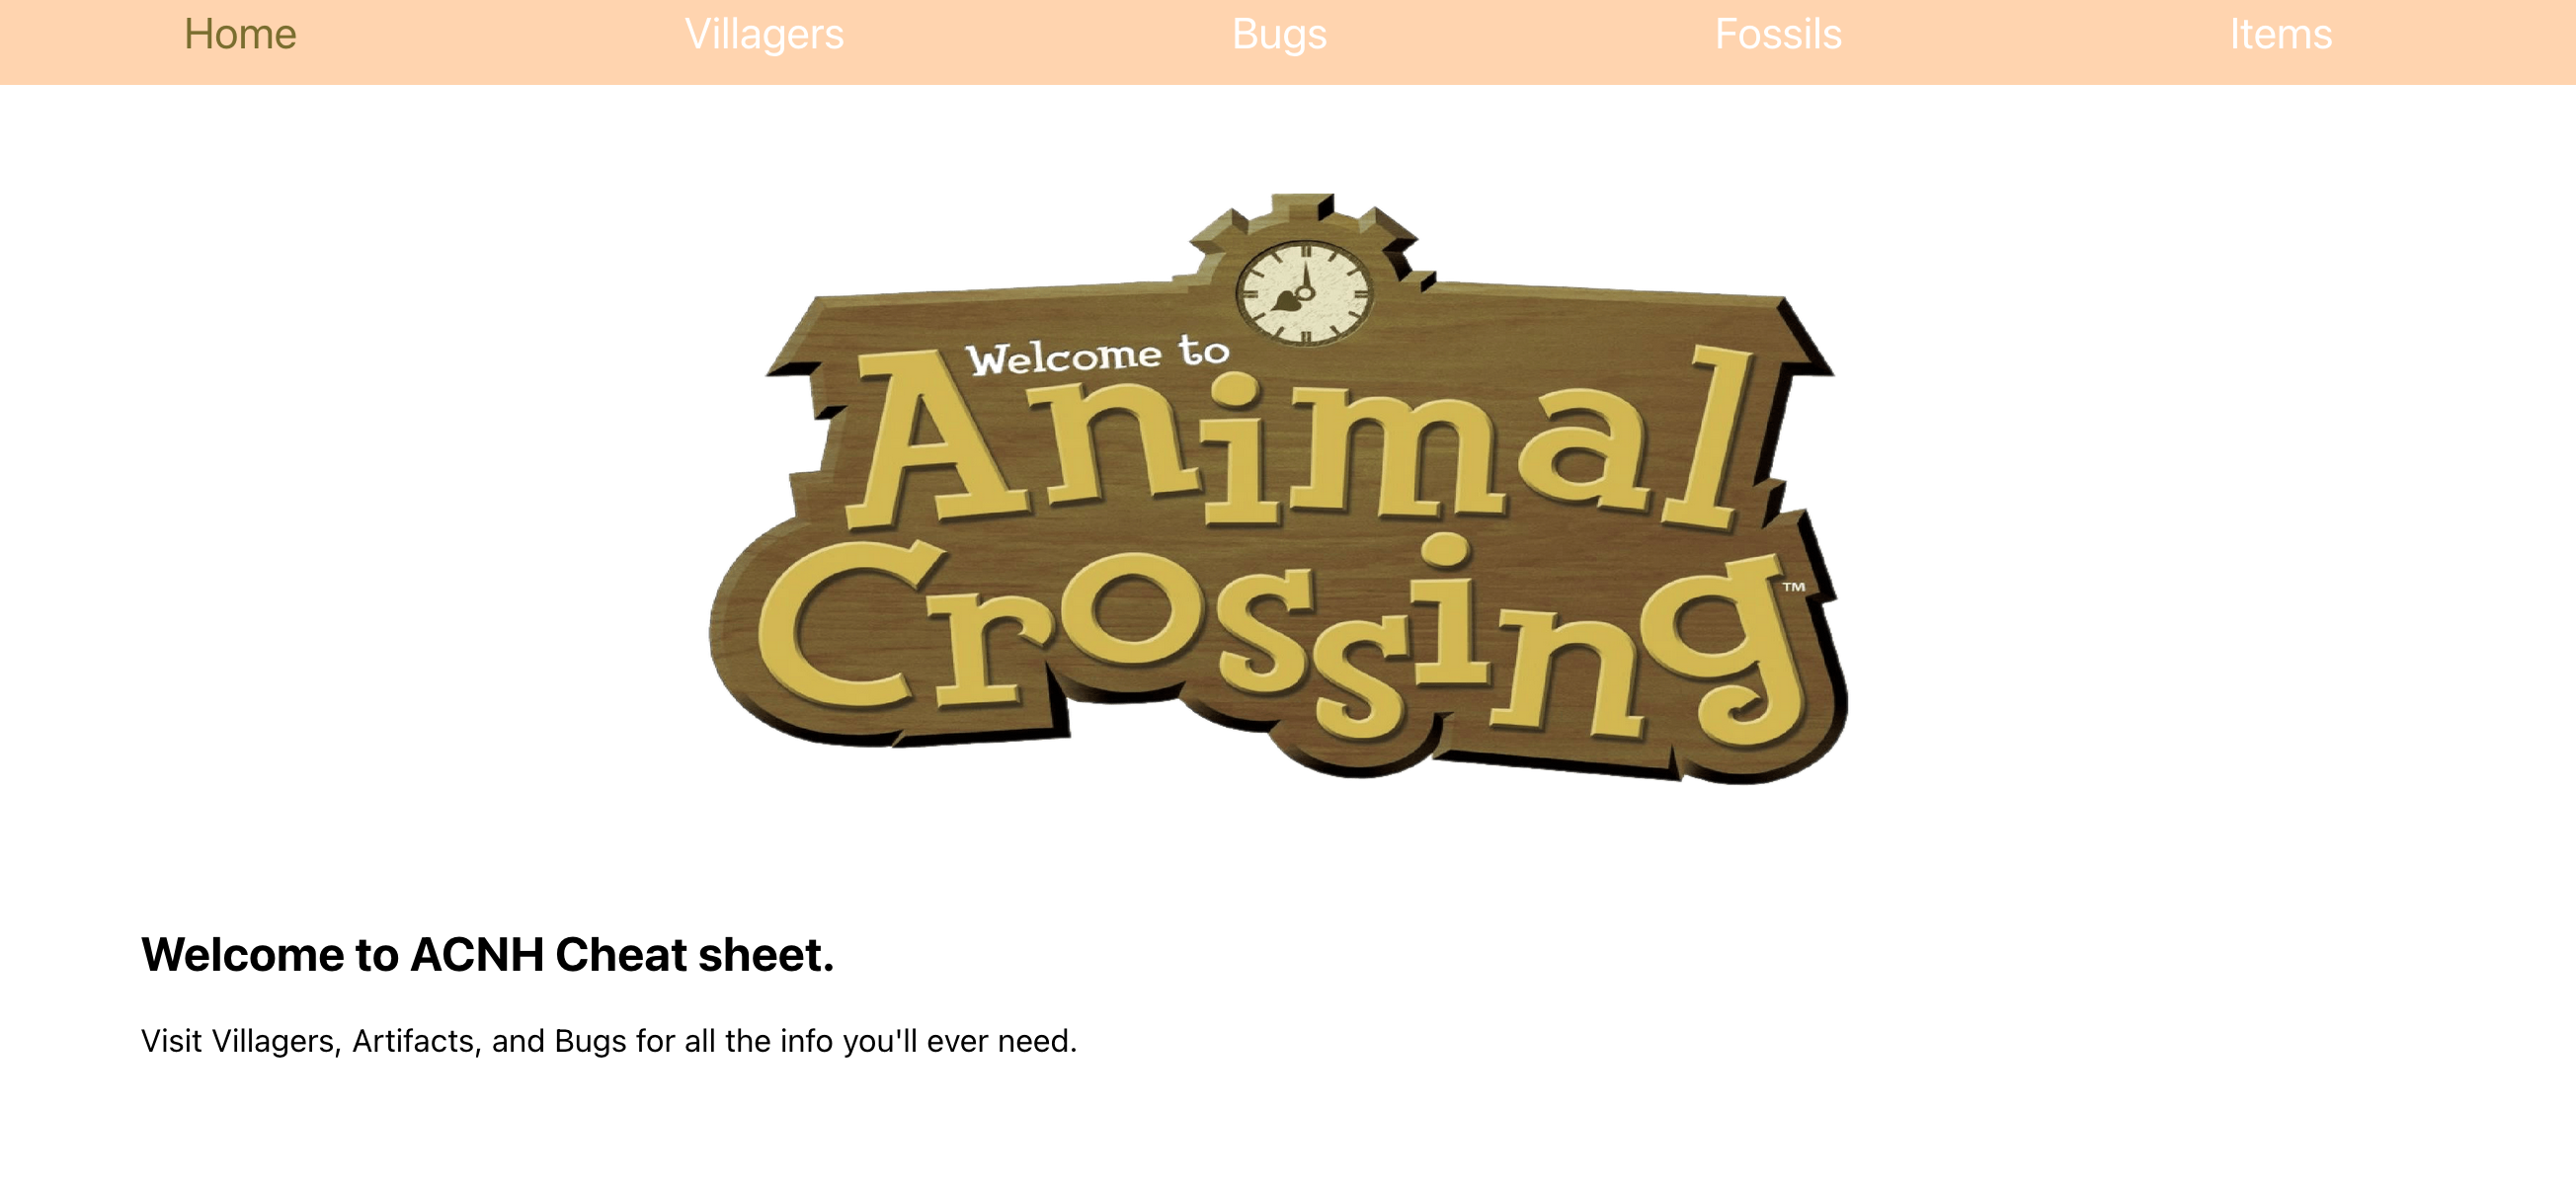 Home Villagers Bugs Fossils Items
Welcome to
Animal
Crossing™
Welcome to ACNH Cheat sheet.
Visit Villagers, Artifacts, and Bugs for all the info you'll ever need.